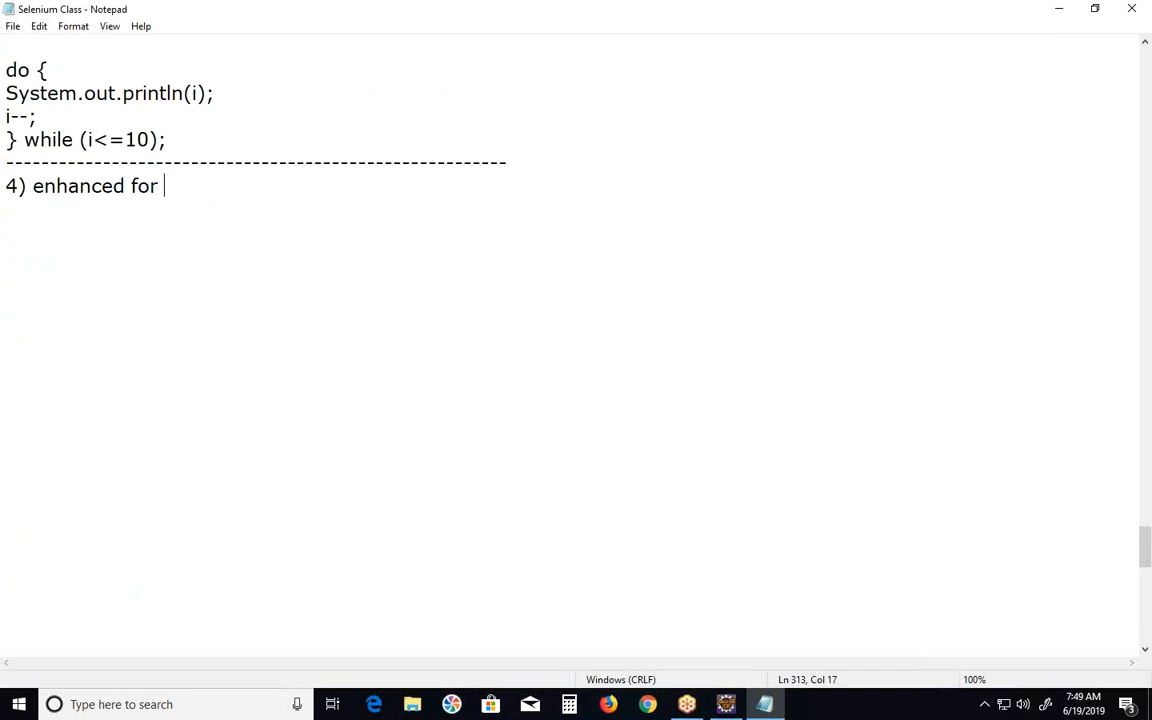 Selenium Class - Notepad
File Edit Format View Help
do {
System.out.println(i);
i--;
} while (i<=10);
---------------------------------------------------------
4) enhanced for
Windows (CRLF) Ln 313, Col 17 100%
Type here to search
7:49 AM
6/19/2019
3